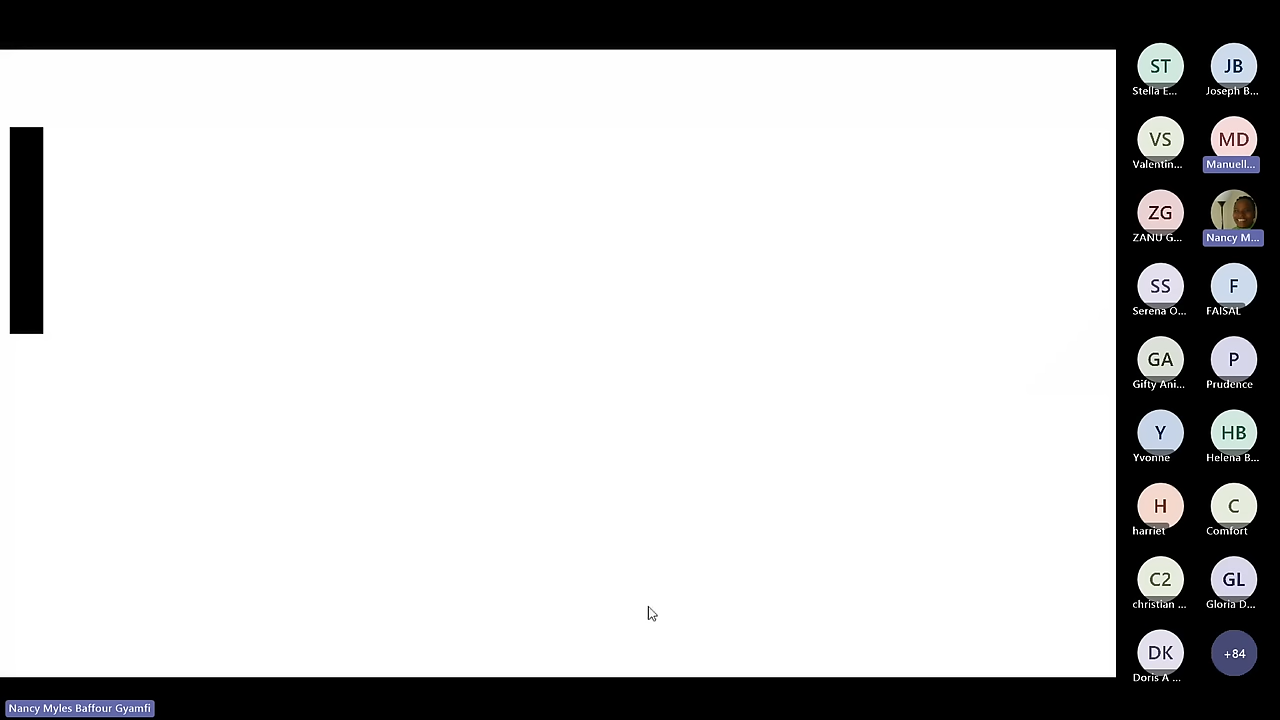 ST JB
Stella E... Joseph B...
VS MD
Valentin... Manuell...
ZG
ZANU G... Nancy M...
SS F
Serena O... FAISAL
GA P
Gifty Ani... Prudence
Y HB
Yvonne Helena B...
H C
harriet Comfort
C2 GL
christian ... Gloria D...
DK +84
Doris A ...
Nancy Myles Baffour Gyamfi